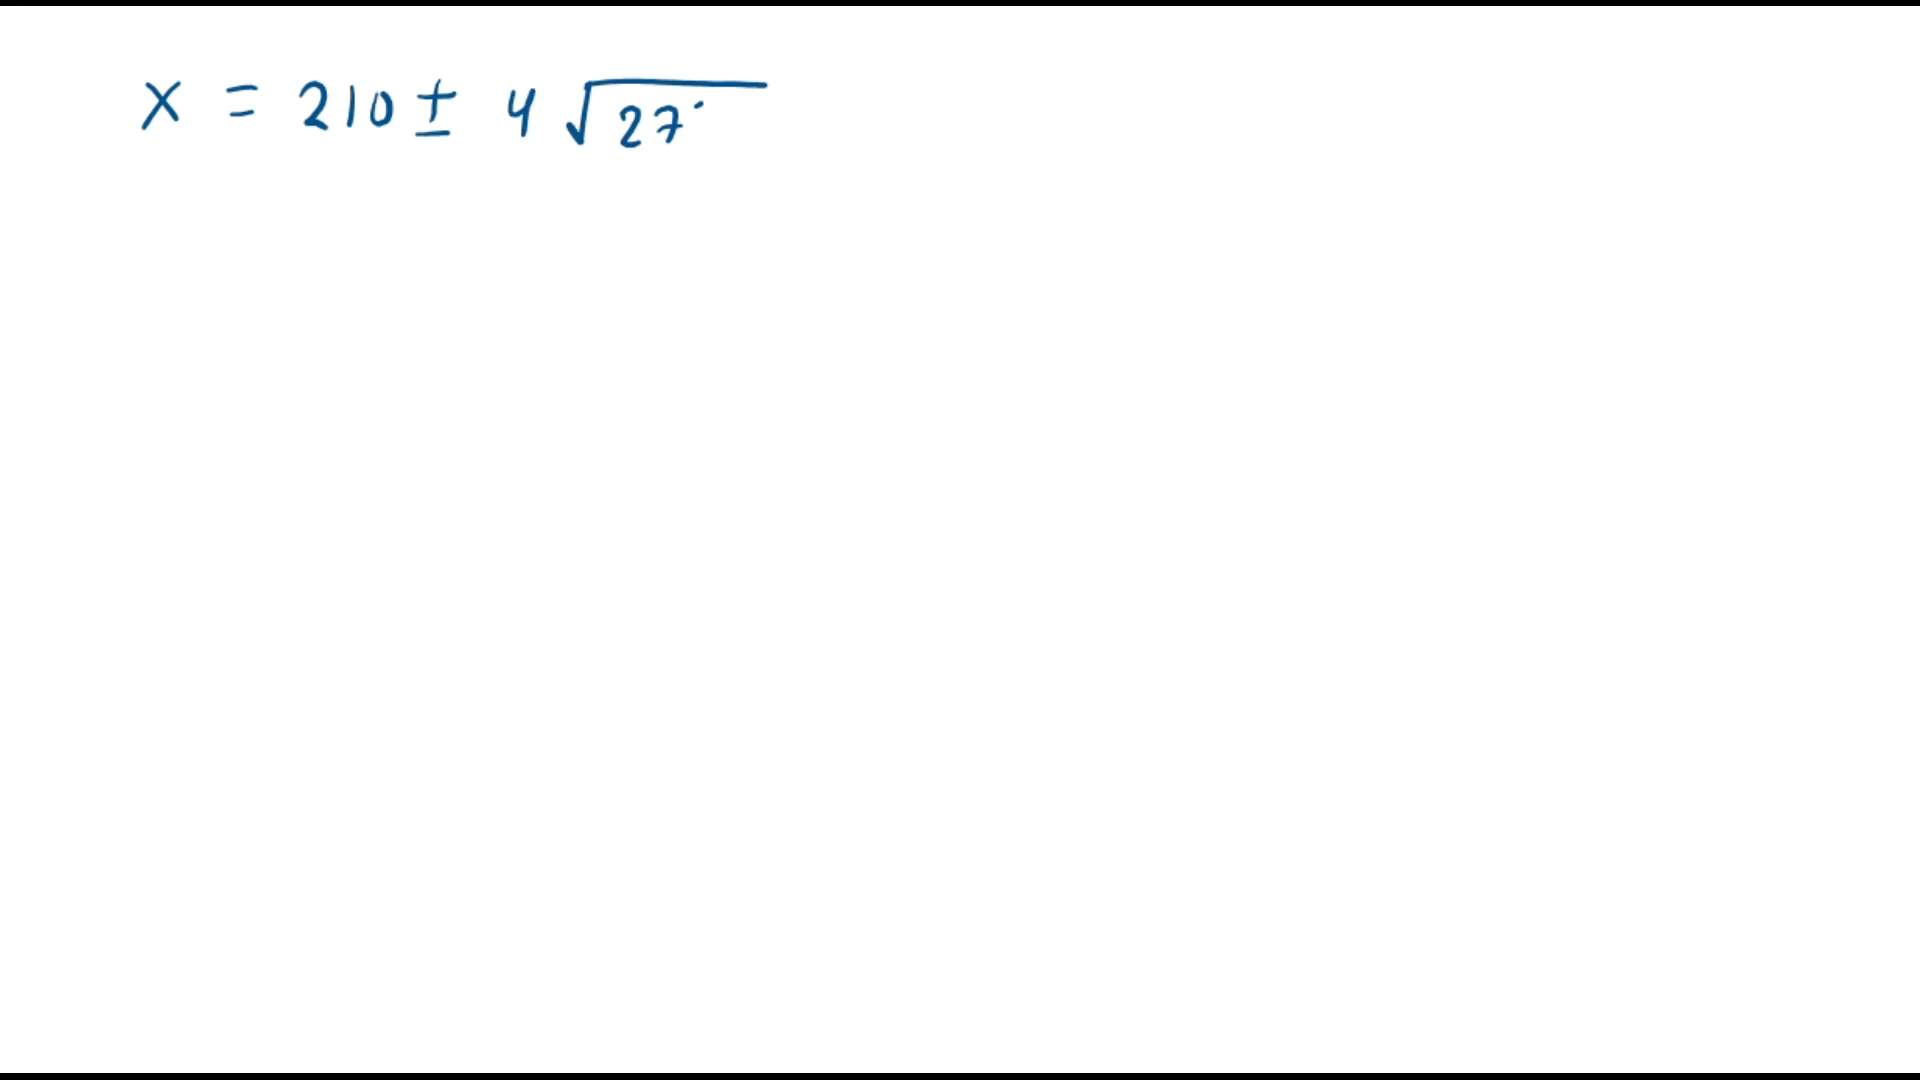 x = 210 ± 4 √27